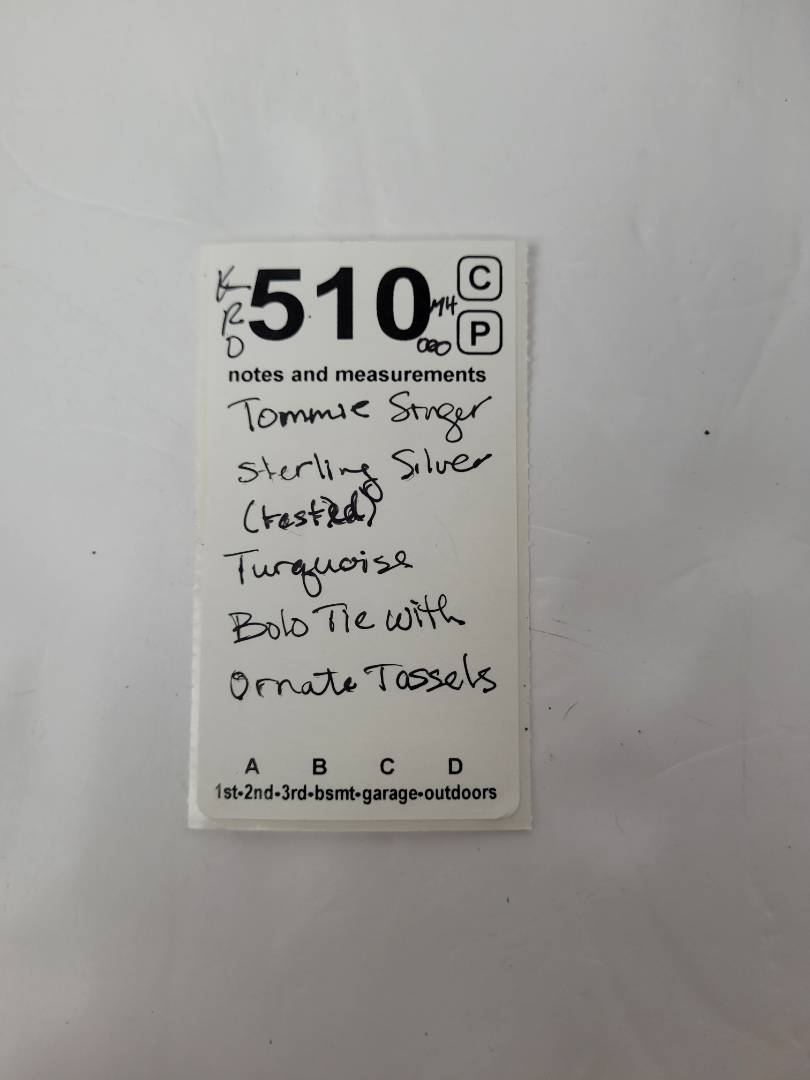 K
R
D
510
MH
C
P
notes and measurements
Tommie Singer
Sterling Silver
(tested)
Turquoise
Bolo Tie with
Ornate Tassels
A B C D
1st-2nd-3rd-bsmt-garage-outdoors